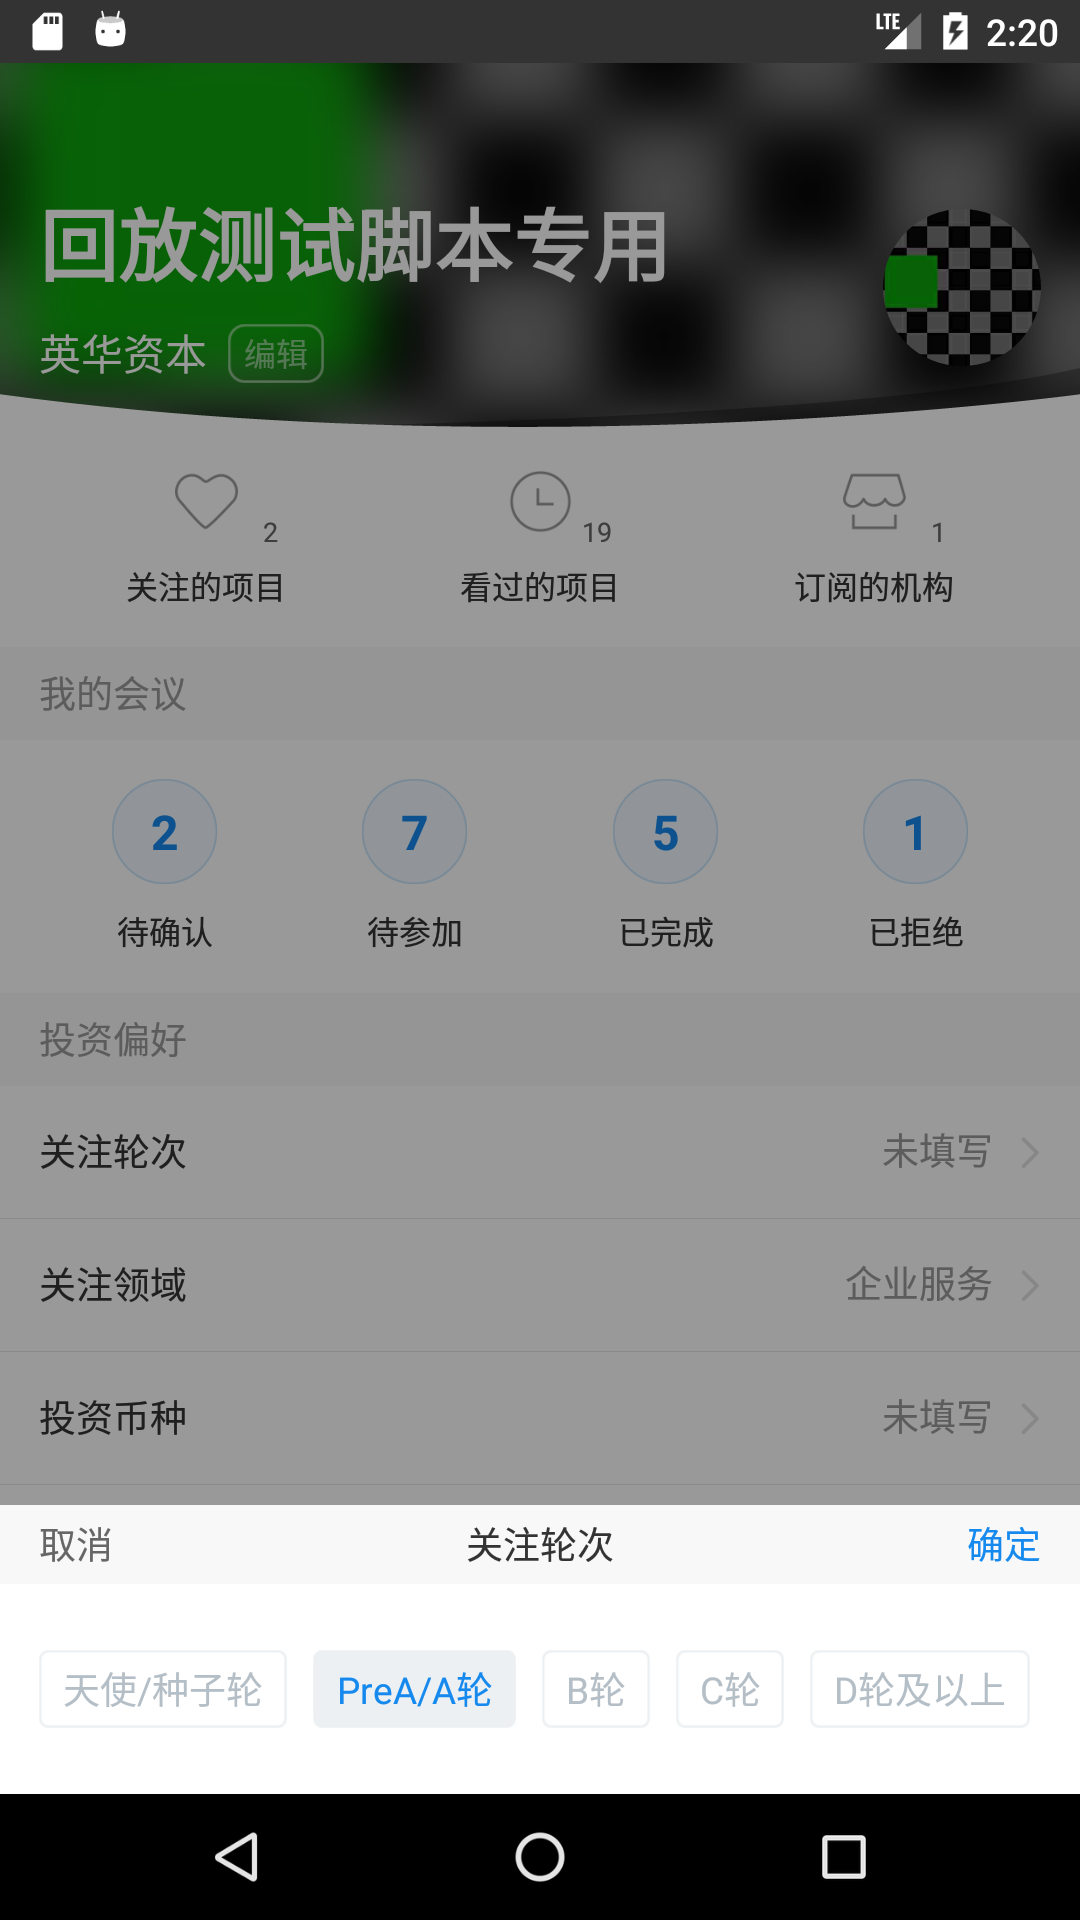 LTE 2:20
回放测试脚本专用
英华资本 编辑
2 19 1
关注的项目 看过的项目 订阅的机构
我的会议
2 7 5 1
待确认 待参加 已完成 已拒绝
投资偏好
关注轮次 未填写
关注领域 企业服务
投资币种 未填写
取消 关注轮次 确定
天使/种子轮 PreA/A轮 B轮 C轮 D轮及以上